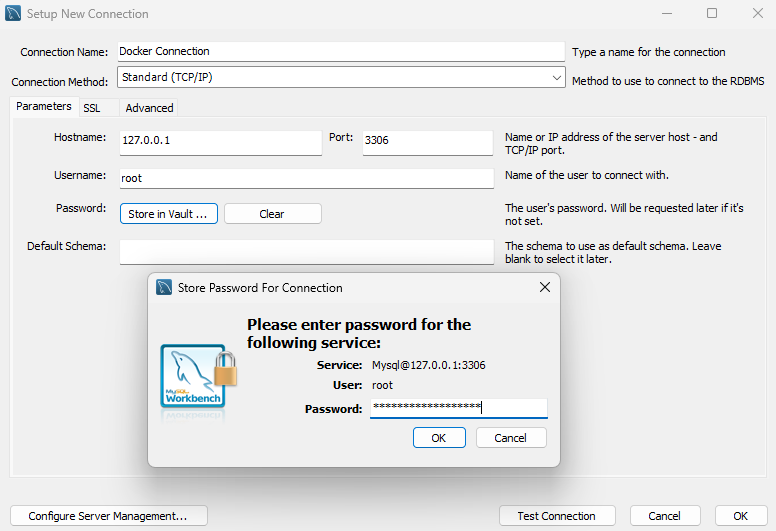 Setup New Connection
Connection Name: Docker Connection Type a name for the connection
Connection Method: Standard (TCP/IP) Method to use to connect to the RDBMS
Parameters SSL Advanced
Hostname: 127.0.0.1 Port: 3306 Name or IP address of the server host - and
TCP/IP port.
Username: root Name of the user to connect with.
Password: Store in Vault ... Clear The user's password. Will be requested later if it's
not set.
Default Schema: The schema to use as default schema. Leave
blank to select it later.
Store Password For Connection
Please enter password for the
following service:
Service: Mysql@127.0.0.1:3306
User: root
Password: ******************
MySQL
Workbench
OK Cancel
Configure Server Management... Test Connection Cancel OK